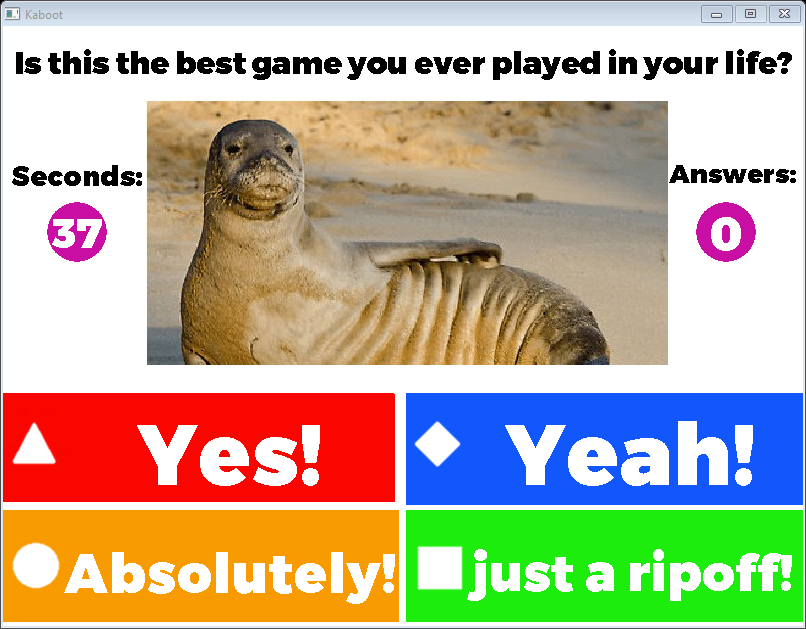 Kaboot
Is this the best game you ever played in your life?
Seconds:
37
Answers:
0
Yes!
Yeah!
Absolutely!
just a ripoff!